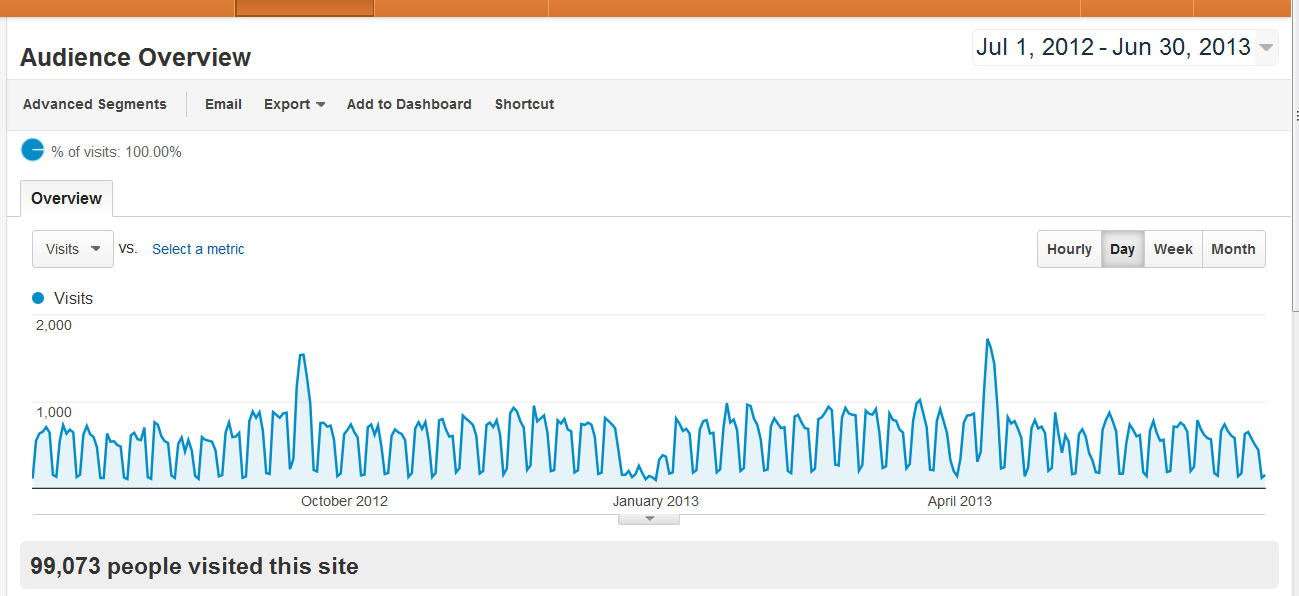 Audience Overview
Jul 1, 2012 - Jun 30, 2013
Advanced Segments Email Export Add to Dashboard Shortcut
% of visits: 100.00%
Overview
Visits VS. Select a metric
Hourly Day Week Month
Visits
2,000
1,000
October 2012 January 2013 April 2013
99,073 people visited this site